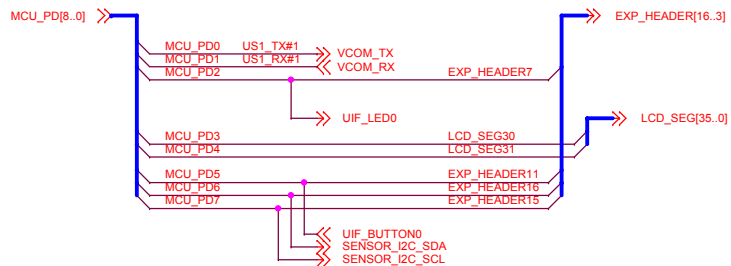 MCU_PD[8..0] EXP_HEADER[16..3]
MCU_PD0 US1_TX#1 VCOM_TX
MCU_PD1 US1_RX#1 VCOM_RX
MCU_PD2 EXP_HEADER7
UIF_LED0 LCD_SEG[35..0]
MCU_PD3 LCD_SEG30
MCU_PD4 LCD_SEG31
MCU_PD5 EXP_HEADER11
MCU_PD6 EXP_HEADER16
MCU_PD7 EXP_HEADER15
UIF_BUTTON0
SENSOR_I2C_SDA
SENSOR_I2C_SCL